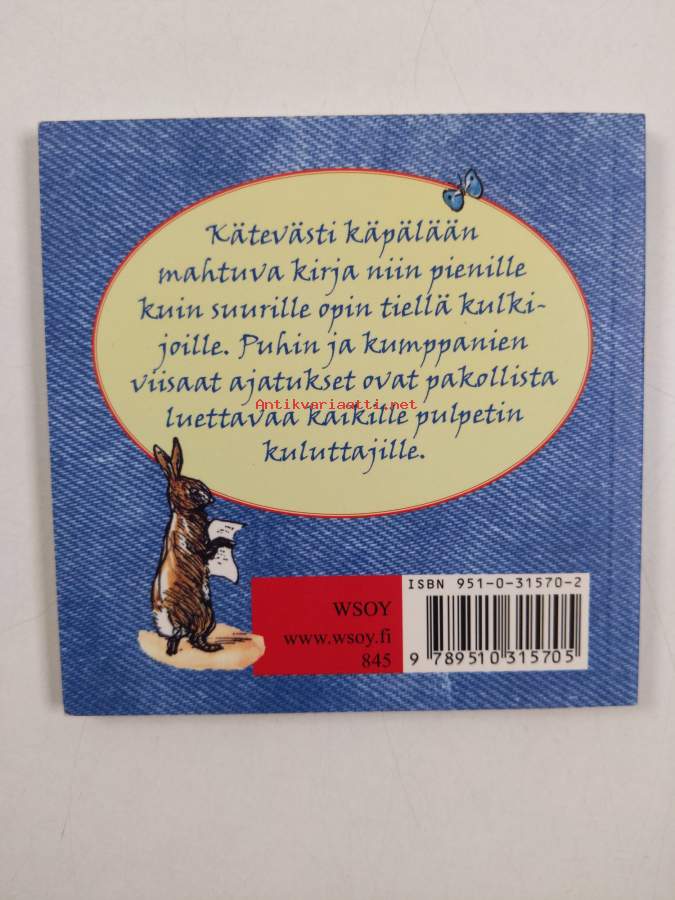 Kätevästi käpälään
mahtuva kirja niin pienille
kuin suurille opin tiellä kulki-
joille. Puhin ja kumppanien
viisaat ajatukset ovat pakollista
Antikvariaatti.net
luettavaa kaikille pulpetin
kuluttajille.
ISBN 951-0-31570-2
WSOY
www.wsoy.fi
845
9 789510 315705